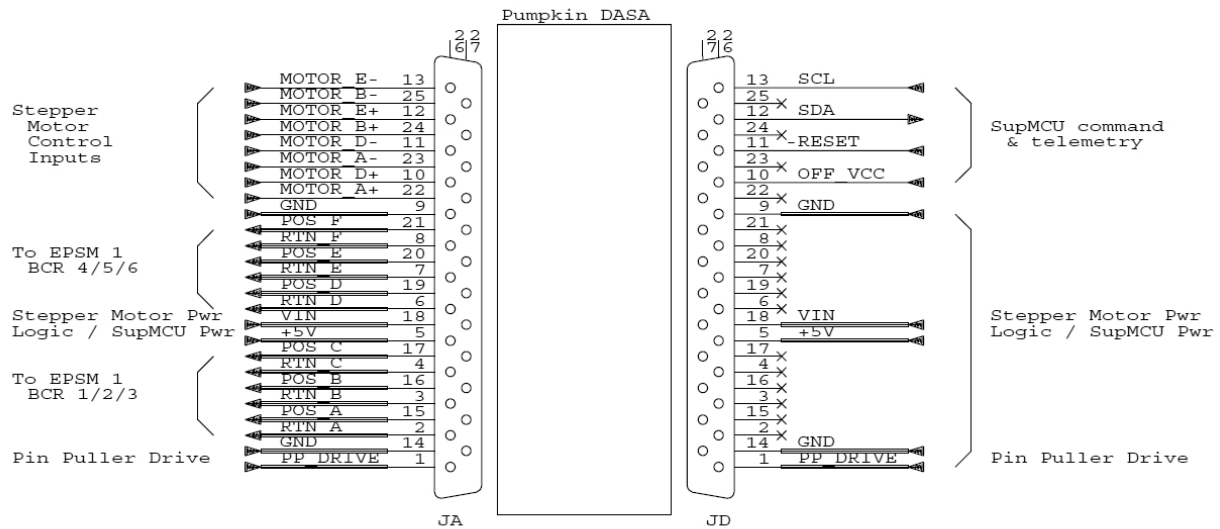 Pumpkin DASA
2 2
6 7
2 2
7 6
MOTOR_E- 13
MOTOR_B- 25
MOTOR_E+ 12
MOTOR_B+ 24
MOTOR_D- 11
MOTOR_A- 23
MOTOR_D+ 10
MOTOR_A+ 22
GND 9
POS_F 21
RTN_F 8
POS_E 20
RTN_E 7
POS_D 19
RTN_D 6
VIN 18
+5V 5
POS_C 17
RTN_C 4
POS_B 16
RTN_B 3
POS_A 15
RTN_A 2
GND 14
PP_DRIVE 1
Stepper
Motor
Control
Inputs
To EPSM 1
BCR 4/5/6
Stepper Motor Pwr
Logic / SupMCU Pwr
To EPSM 1
BCR 1/2/3
Pin Puller Drive
JA
13 SCL
25
12 SDA
24
11 -RESET
23
10 OFF_VCC
22
9 GND
21
8
20
7
19
6
18 VIN
5 +5V
17
4
16
3
15
2
14 GND
1 PP_DRIVE
SupMCU command
& telemetry
Stepper Motor Pwr
Logic / SupMCU Pwr
Pin Puller Drive
JD